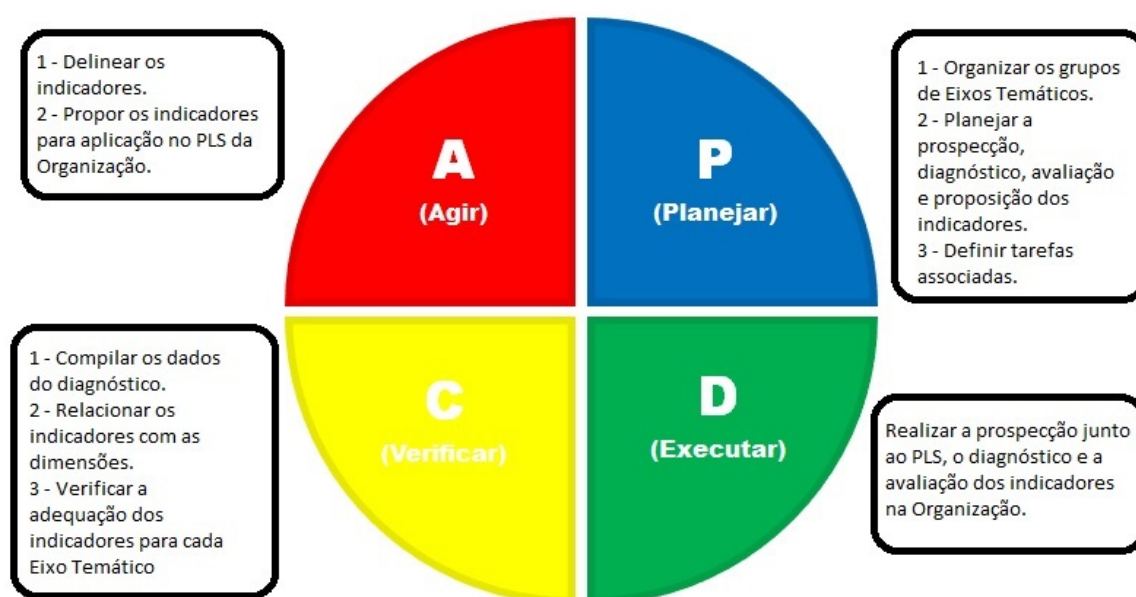 1 - Delinear os
indicadores.
2 - Propor os indicadores
para aplicação no PLS da
Organização.
A
(Agir)
P
(Planejar)
1 - Organizar os grupos
de Eixos Temáticos.
2 - Planejar a
prospecção,
diagnóstico, avaliação
e proposição dos
indicadores.
3 - Definir tarefas
associadas.
1 - Compilar os dados
do diagnóstico.
2 - Relacionar os
indicadores com as
dimensões.
3 - Verificar a
adequação dos
indicadores para cada
Eixo Temático
C
(Verificar)
D
(Executar)
Realizar a prospecção junto
ao PLS, o diagnóstico e a
avaliação dos indicadores
na Organização.